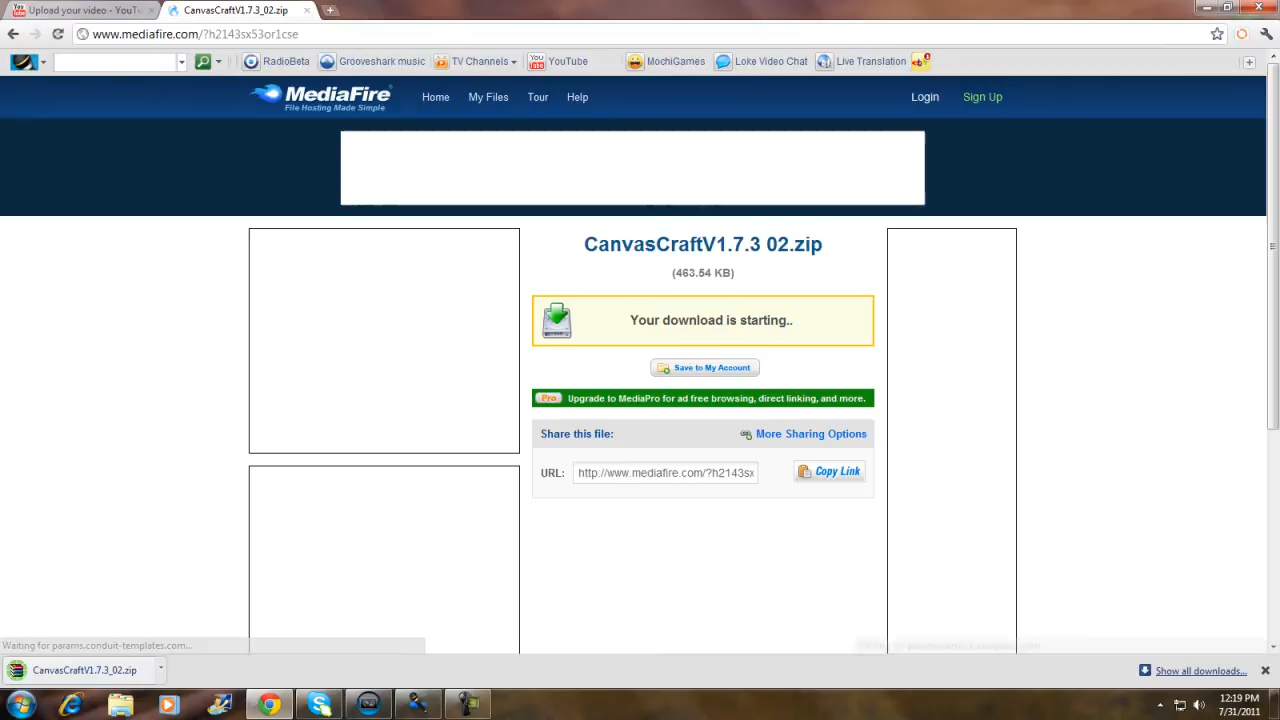 Upload your video - YouTu
CanvasCraftV1.7.3_02.zip
www.mediafire.com/?h2143sx53or1cse
RadioBeta
Grooveshark music
TV Channels
YouTube
MochiGames
Loke Video Chat
Live Translation
MediaFire
File Hosting Made Simple
Home
My Files
Tour
Help
Login
Sign Up
CanvasCraftV1.7.3 02.zip
(463.54 KB)
Your download is starting..
Save to My Account
Pro Upgrade to MediaPro for ad free browsing, direct linking, and more.
Share this file:
More Sharing Options
URL: http://www.mediafire.com/?h2143sx
Copy Link
Waiting for params.conduit-templates.com...
CanvasCraftV1.7.3_02.zip
Show all downloads...
12:19 PM
7/31/2011